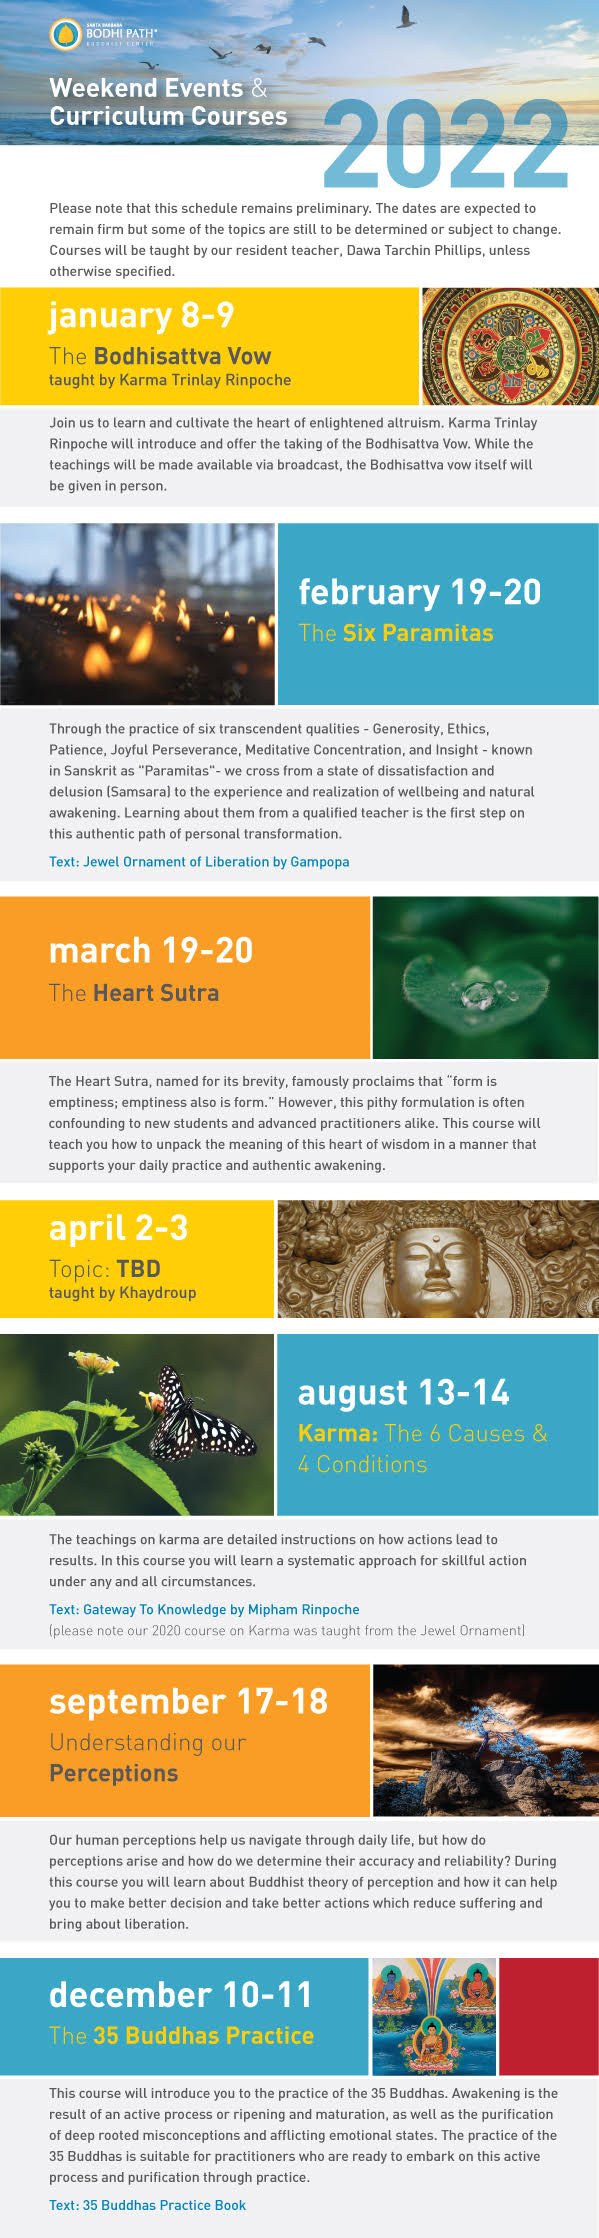 SANTA BARBARA
BODHI PATH
BUDDHIST CENTER
Weekend Events &
Curriculum Courses
2022
Please note that this schedule remains preliminary. The dates are expected to
remain firm but some of the topics are still to be determined or subject to change.
Courses will be taught by our resident teacher, Dawa Tarchin Phillips, unless
otherwise specified.
january 8-9
The Bodhisattva Vow
taught by Karma Trinlay Rinpoche
Join us to learn and cultivate the heart of enlightened altruism. Karma Trinlay
Rinpoche will introduce and offer the taking of the Bodhisattva Vow. While the
teachings will be made available via broadcast, the Bodhisattva vow itself will
be given in person.
february 19-20
The Six Paramitas
Through the practice of six transcendent qualities - Generosity, Ethics,
Patience, Joyful Perseverance, Meditative Concentration, and Insight - known
in Sanskrit as "Paramitas"- we cross from a state of dissatisfaction and
delusion (Samsara) to the experience and realization of wellbeing and natural
awakening. Learning about them from a qualified teacher is the first step on
this authentic path of personal transformation.
Text: Jewel Ornament of Liberation by Gampopa
march 19-20
The Heart Sutra
The Heart Sutra, named for its brevity, famously proclaims that “form is
emptiness; emptiness also is form.” However, this pithy formulation is often
confounding to new students and advanced practitioners alike. This course will
teach you how to unpack the meaning of this heart of wisdom in a manner that
supports your daily practice and authentic awakening.
april 2-3
Topic: TBD
taught by Khaydroup
august 13-14
Karma: The 6 Causes &
4 Conditions
The teachings on karma are detailed instructions on how actions lead to
results. In this course you will learn a systematic approach for skillful action
under any and all circumstances.
Text: Gateway To Knowledge by Mipham Rinpoche
(please note our 2020 course on Karma was taught from the Jewel Ornament)
september 17-18
Understanding our
Perceptions
Our human perceptions help us navigate through daily life, but how do
perceptions arise and how do we determine their accuracy and reliability? During
this course you will learn about Buddhist theory of perception and how it can help
you to make better decision and take better actions which reduce suffering and
bring about liberation.
december 10-11
The 35 Buddhas Practice
This course will introduce you to the practice of the 35 Buddhas. Awakening is the
result of an active process or ripening and maturation, as well as the purification
of deep rooted misconceptions and afflicting emotional states. The practice of the
35 Buddhas is suitable for practitioners who are ready to embark on this active
process and purification through practice.
Text: 35 Buddhas Practice Book